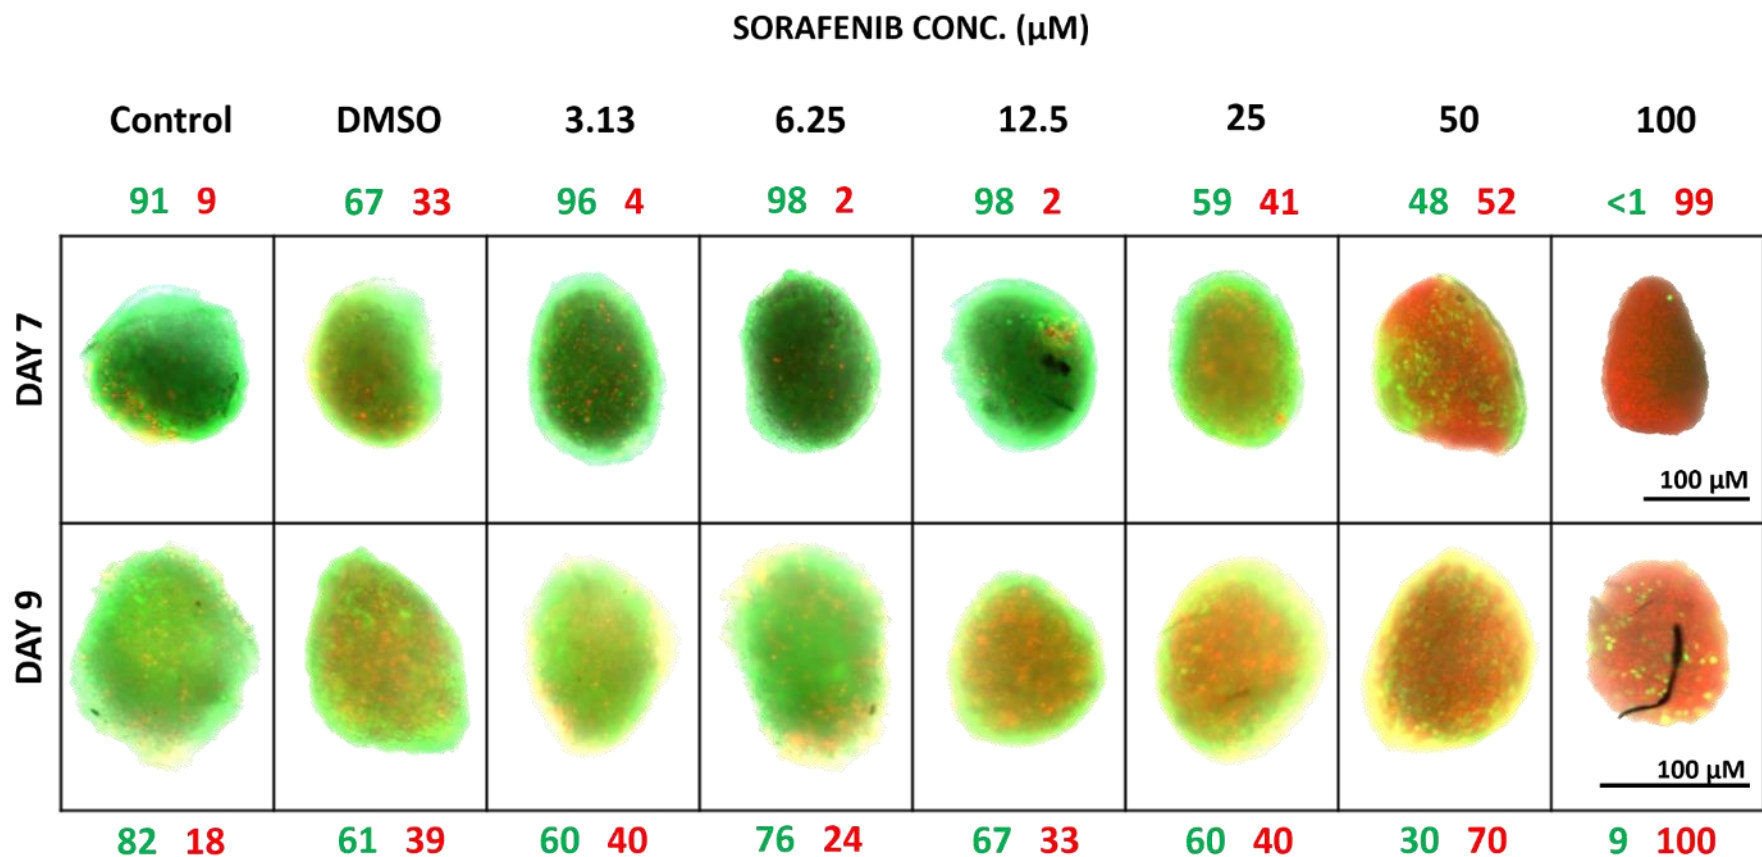 SORAFENIB CONC. (µM)
Control DMSO 3.13 6.25 12.5 25 50 100
91 9 67 33 96 4 98 2 98 2 59 41 48 52 <1 99
DAY 7
100 µM
DAY 9
100 µM
82 18 61 39 60 40 76 24 67 33 60 40 30 70 9 100